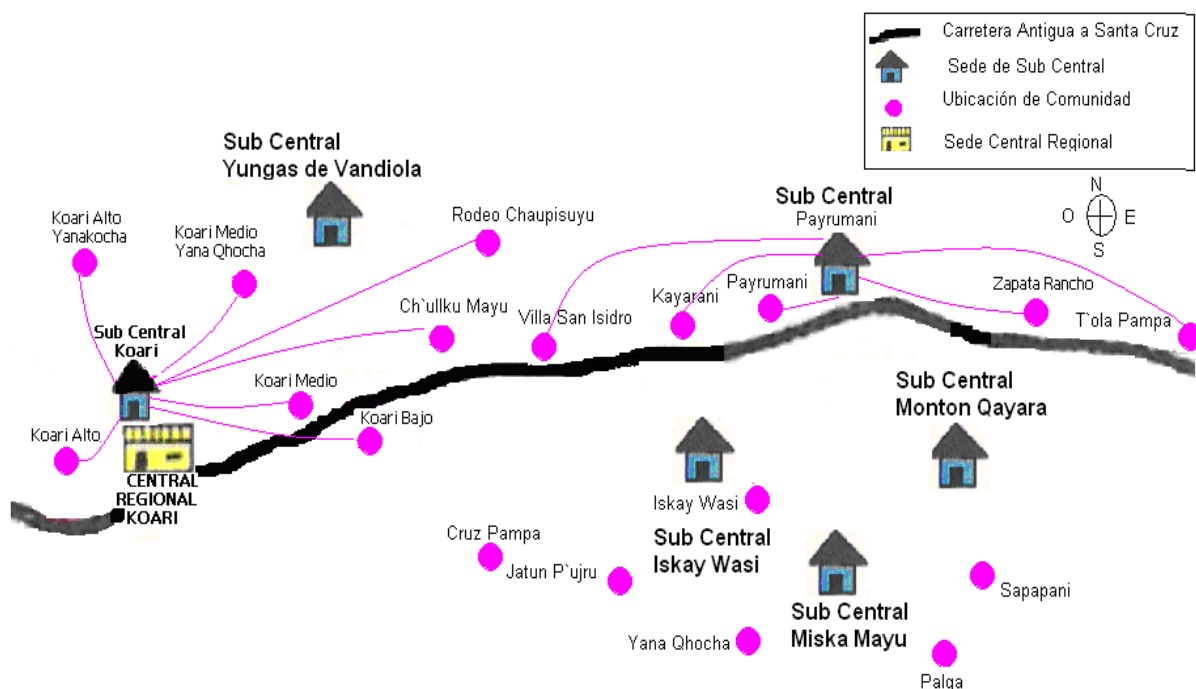 Carretera Antigua a Santa Cruz
Sede de Sub Central
Ubicación de Comunidad
Sede Central Regional
N
O
E
S
Sub Central
Yungas de Vandiola
Sub Central
Payrumani
Koari Alto
Yanakocha
Koari Medio
Yana Qhocha
Rodeo Chaupisuyu
Ch`ullku Mayu
Villa San Isidro
Kayarani
Payrumani
Zapata Rancho
T`ola Pampa
Sub Central
Koari
Koari Medio
Koari Bajo
Koari Alto
CENTRAL
REGIONAL
KOARI
Sub Central
Monton Qayara
Iskay Wasi
Sub Central
Iskay Wasi
Cruz Pampa
Jatun P`ujru
Sapapani
Sub Central
Miska Mayu
Yana Qhocha
Palga